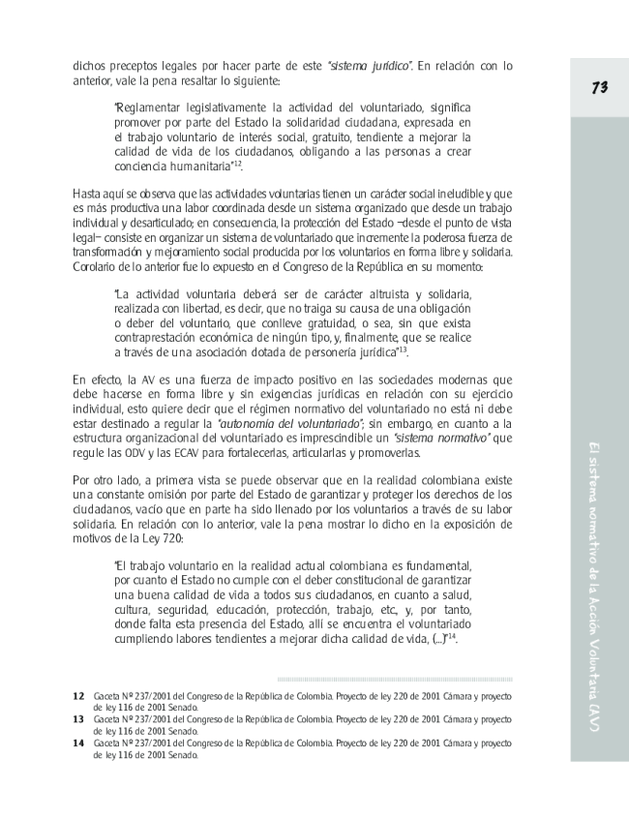 dichos preceptos legales por hacer parte de este “sistema jurídico”. En relación con lo
anterior, vale la pena resaltar lo siguiente:
“Reglamentar legislativamente la actividad del voluntariado, significa
promover por parte del Estado la solidaridad ciudadana, expresada en
el trabajo voluntario de interés social, gratuito, tendiente a mejorar la
calidad de vida de los ciudadanos, obligando a las personas a crear
conciencia humanitaria”12.
Hasta aquí se observa que las actividades voluntarias tienen un carácter social ineludible y que
es más productiva una labor coordinada desde un sistema organizado que desde un trabajo
individual y desarticulado; en consecuencia, la protección del Estado –desde el punto de vista
legal– consiste en organizar un sistema de voluntariado que incremente la poderosa fuerza de
transformación y mejoramiento social producida por los voluntarios en forma libre y solidaria.
Corolario de lo anterior fue lo expuesto en el Congreso de la República en su momento:
“La actividad voluntaria deberá ser de carácter altruista y solidaria,
realizada con libertad, es decir, que no traiga su causa de una obligación
o deber del voluntario, que conlleve gratuidad, o sea, sin que exista
contraprestación económica de ningún tipo, y, finalmente, que se realice
a través de una asociación dotada de personería jurídica”13.
En efecto, la AV es una fuerza de impacto positivo en las sociedades modernas que
debe hacerse en forma libre y sin exigencias jurídicas en relación con su ejercicio
individual, esto quiere decir que el régimen normativo del voluntariado no está ni debe
estar destinado a regular la “autonomía del voluntariado”; sin embargo, en cuanto a la
estructura organizacional del voluntariado es imprescindible un “sistema normativo” que
regule las ODV y las ECAV para fortalecerlas, articularlas y promoverlas.
Por otro lado, a primera vista se puede observar que en la realidad colombiana existe
una constante omisión por parte del Estado de garantizar y proteger los derechos de los
ciudadanos, vacío que en parte ha sido llenado por los voluntarios a través de su labor
solidaria. En relación con lo anterior, vale la pena mostrar lo dicho en la exposición de
motivos de la Ley 720:
“El trabajo voluntario en la realidad actual colombiana es fundamental,
por cuanto el Estado no cumple con el deber constitucional de garantizar
una buena calidad de vida a todos sus ciudadanos, en cuanto a salud,
cultura, seguridad, educación, protección, trabajo, etc., y, por tanto,
donde falta esta presencia del Estado, allí se encuentra el voluntariado
cumpliendo labores tendientes a mejorar dicha calidad de vida, (...)”14.
12 Gaceta Nº 237/2001 del Congreso de la República de Colombia. Proyecto de ley 220 de 2001 Cámara y proyecto
de ley 116 de 2001 Senado.
13 Gaceta Nº 237/2001 del Congreso de la República de Colombia. Proyecto de ley 220 de 2001 Cámara y proyecto
de ley 116 de 2001 Senado.
14 Gaceta Nº 237/2001 del Congreso de la República de Colombia. Proyecto de ley 220 de 2001 Cámara y proyecto
de ley 116 de 2001 Senado.
73
El sistema normativo de la Acción Voluntaria (AV)